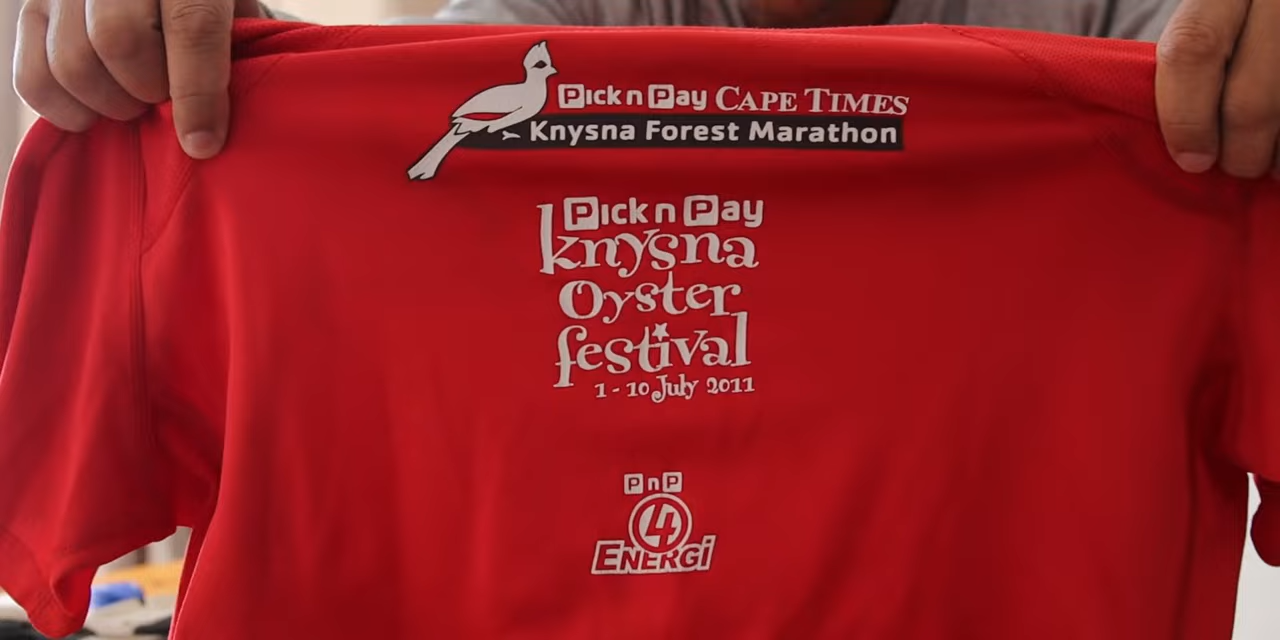 Pick n Pay CAPE TIMES
Knysna Forest Marathon
Pick n Pay
knysna
Oyster
festival
1 - 10 July 2011
PnP
4
ENERGi